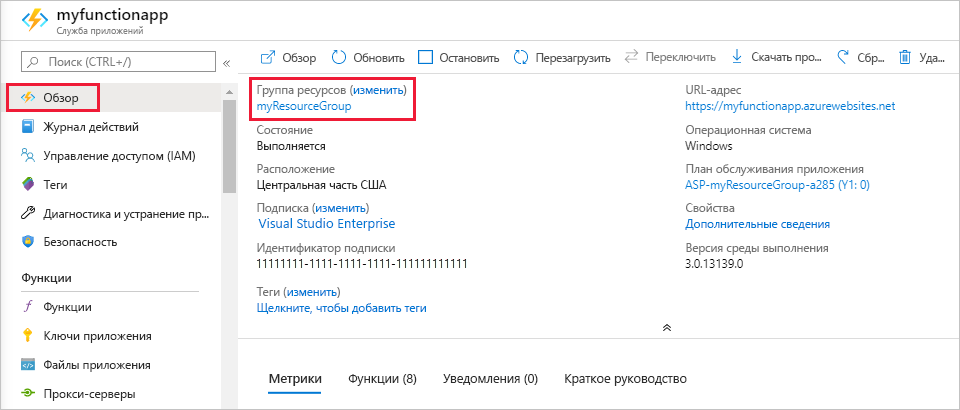 myfunctionapp
Служба приложений
Поиск (CTRL+/)
«
Обзор
Журнал действий
Управление доступом (IAM)
Теги
Диагностика и устранение пр...
Безопасность
Функции
Функции
Ключи приложения
Файлы приложения
Прокси-серверы
Обзор
Обновить
Остановить
Перезагрузить
Переключить
Скачать про...
Сбр...
Уда...
Группа ресурсов (изменить)
myResourceGroup
Состояние
Выполняется
Расположение
Центральная часть США
Подписка (изменить)
Visual Studio Enterprise
Идентификатор подписки
11111111-1111-1111-1111-111111111111
Теги (изменить)
Щелкните, чтобы добавить теги
URL-адрес
https://myfunctionapp.azurewebsites.net
Операционная система
Windows
План обслуживания приложения
ASP-myResourceGroup-a285 (Y1: 0)
Свойства
Дополнительные сведения
Версия среды выполнения
3.0.13139.0
Метрики
Функции (8)
Уведомления (0)
Краткое руководство